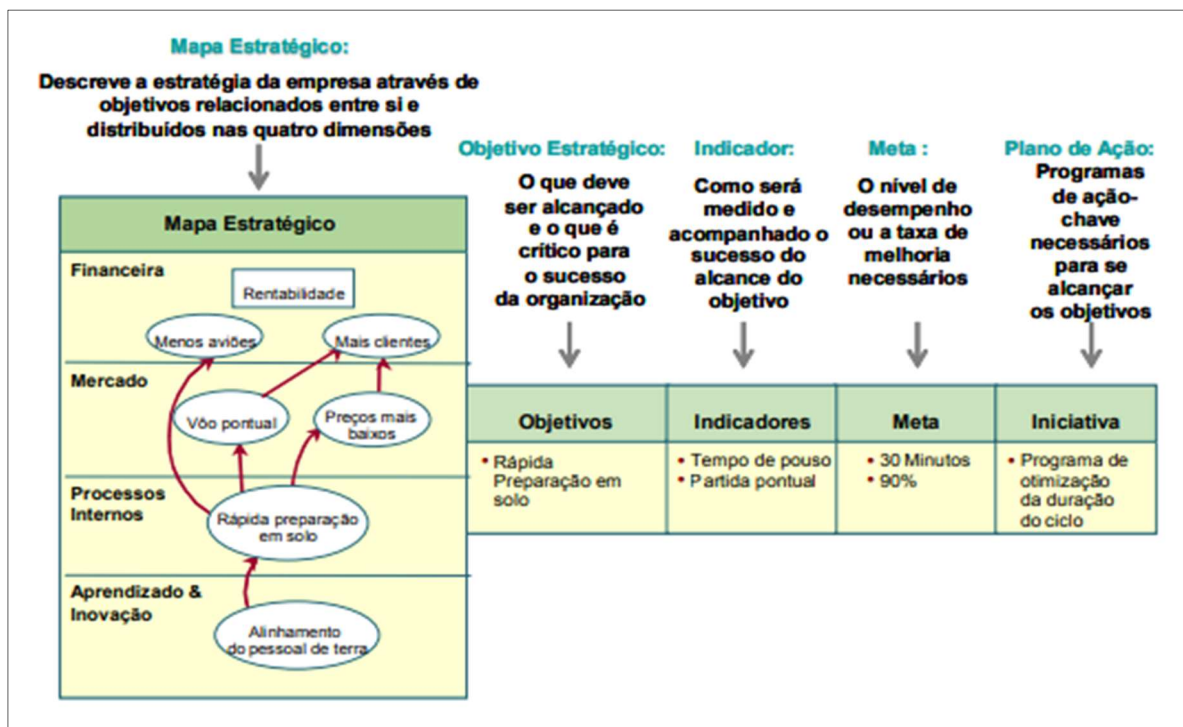 Mapa Estratégico:
Descreve a estratégia da empresa através de
objetivos relacionados entre si e
distribuídos nas quatro dimensões
Objetivo Estratégico:
O que deve
ser alcançado
e o que é
crítico para
o sucesso
da organização
Indicador:
Como será
medido e
acompanhado o
sucesso do
alcance do
objetivo
Meta :
O nível de
desempenho
ou a taxa de
melhoria
necessários
Plano de Ação:
Programas
de ação-
chave
necessários
para se
alcançar
os objetivos
Mapa Estratégico
Financeira
Rentabilidade
Menos aviões
Mais clientes
Mercado
Vôo pontual
Preços mais
baixos
Processos
Internos
Rápida preparação
em solo
Aprendizado &
Inovação
Alinhamento
do pessoal de terra
Objetivos
• Rápida
Preparação em
solo
Indicadores
• Tempo de pouso
• Partida pontual
Meta
• 30 Minutos
• 90%
Iniciativa
• Programa de
otimização
da duração
do ciclo